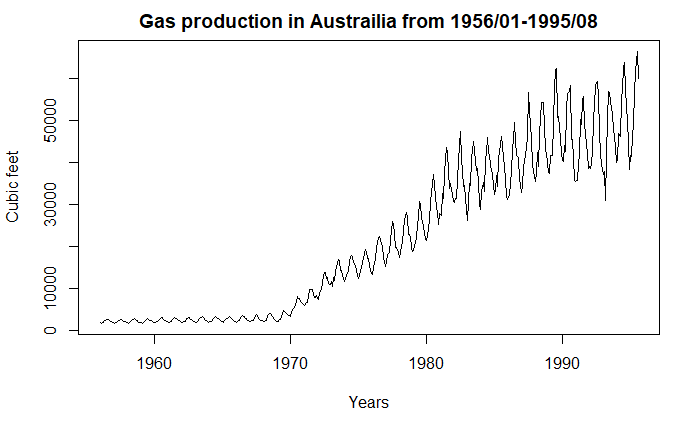 Gas production in Austrailia from 1956/01-1995/08
Cubic feet
50000
30000
10000
0
1960 1970 1980 1990
Years